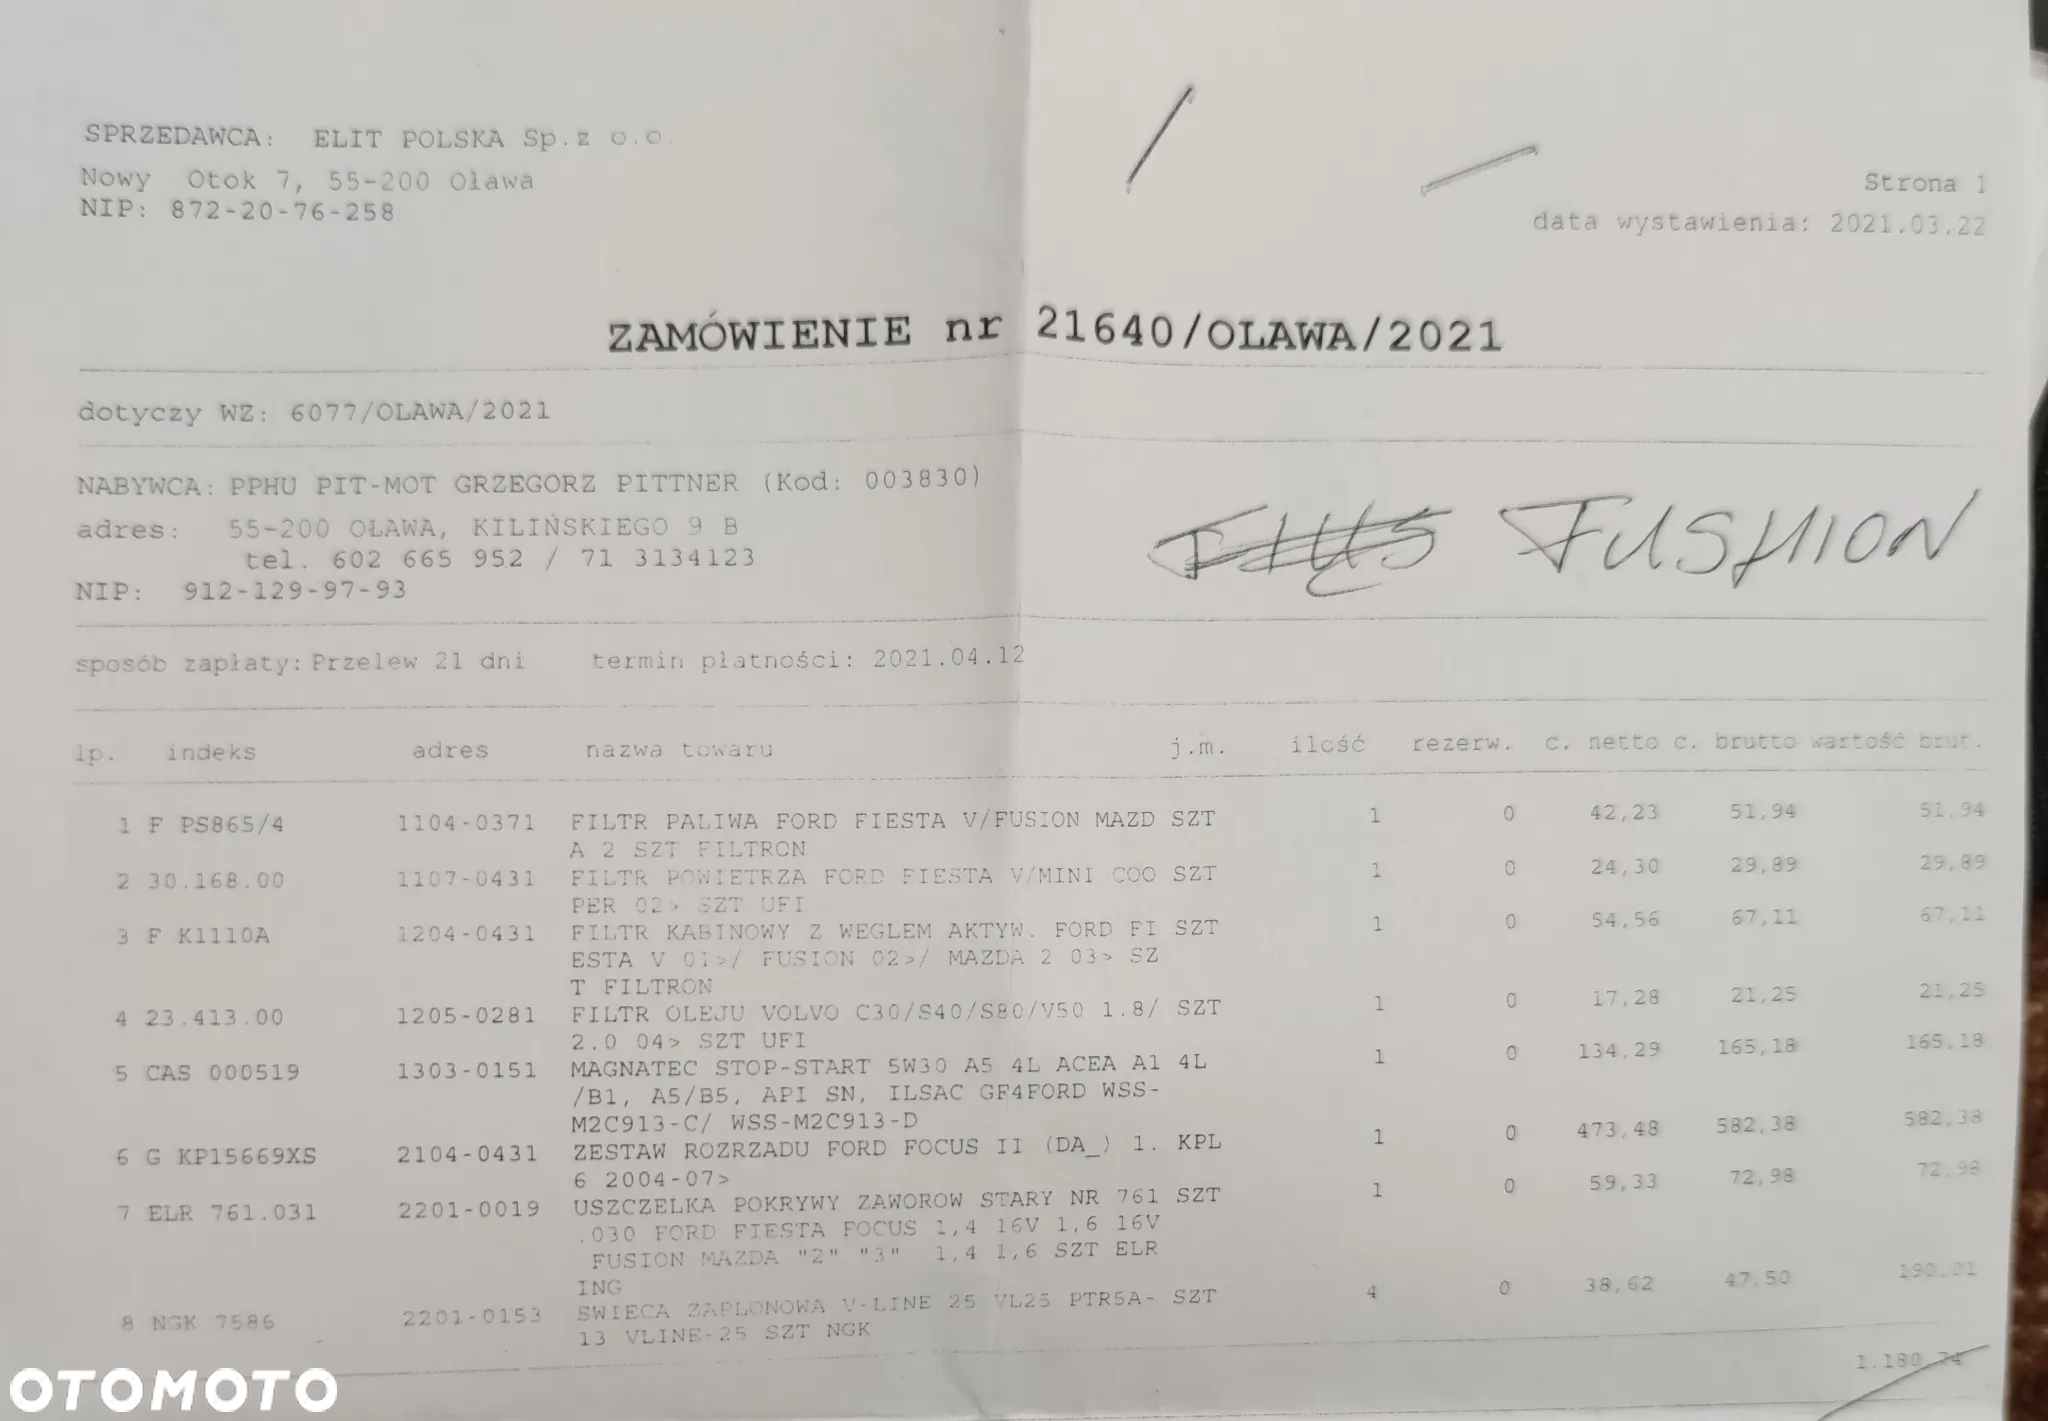 SPRZEDAWCA: ELIT POLSKA Sp.z o.o.
Nowy Otok 7, 55-200 Oława
NIP: 872-20-76-258
Strona 1
data wystawienia: 2021.03.22
ZAMÓWIENIE nr 21640/OLAWA/2021
dotyczy WZ: 6077/OLAWA/2021
NABYWCA: PPHU PIT-MOT GRZEGORZ PITTNER (Kod: 003830)
adres: 55-200 OŁAWA, KILIŃSKIEGO 9 B
tel. 602 665 952 / 71 3134123
NIP: 912-129-97-93
FUSHION
sposób zapłaty: Przelew 21 dni termin płatności: 2021.04.12
lp. indeks adres nazwa towaru j.m. ilość rezerw. c. netto c. brutto wartość brut.
1 F PS865/4 1104-0371 FILTR PALIWA FORD FIESTA V/FUSION MAZD SZT 1 0 42,23 51,94 51,94
A 2 SZT FILTRON
2 30.168.00 1107-0431 FILTR POWIETRZA FORD FIESTA V/MINI COO SZT 1 0 24,30 29,89 29,89
PER 02> SZT UFI
3 F K1110A 1204-0431 FILTR KABINOWY Z WEGLEM AKTYW. FORD FI SZT 1 0 54,56 67,11 67,11
ESTA V 01>/ FUSION 02>/ MAZDA 2 03> SZ
T FILTRON
4 23.413.00 1205-0281 FILTR OLEJU VOLVO C30/S40/S80/V50 1.8/ SZT 1 0 17,28 21,25 21,25
2.0 04> SZT UFI
5 CAS 000519 1303-0151 MAGNATEC STOP-START 5W30 A5 4L ACEA A1 4L 1 0 134,29 165,18 165,18
/B1, A5/B5, API SN, ILSAC GF4FORD WSS-
M2C913-C/ WSS-M2C913-D
6 G KP15669XS 2104-0431 ZESTAW ROZRZADU FORD FOCUS II (DA_) 1. KPL 1 0 473,48 582,38 582,38
6 2004-07>
7 ELR 761.031 2201-0019 USZCZELKA POKRYWY ZAWOROW STARY NR 761 SZT 1 0 59,33 72,98 72,98
.030 FORD FIESTA FOCUS 1,4 16V 1,6 16V
FUSION MAZDA "2" "3" 1,4 1,6 SZT ELR
ING
8 NGK 7586 2201-0153 SWIECA ZAPLONOWA V-LINE 25 VL25 PTR5A- SZT 4 0 38,62 47,50 190,01
13 VLINE-25 SZT NGK
1.180,74
OTOMOTO